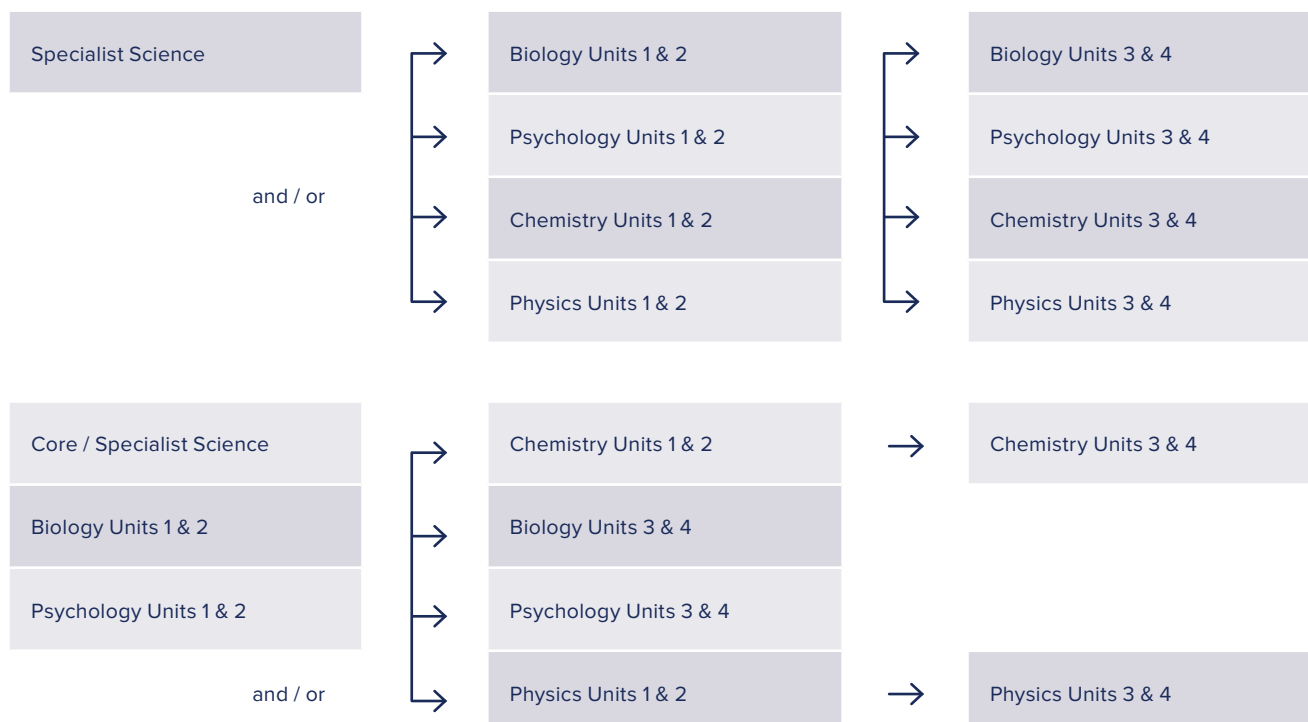 Specialist Science
Biology Units 1 & 2
Biology Units 3 & 4
Psychology Units 1 & 2
Psychology Units 3 & 4
and / or
Chemistry Units 1 & 2
Chemistry Units 3 & 4
Physics Units 1 & 2
Physics Units 3 & 4
Core / Specialist Science
Chemistry Units 1 & 2
Chemistry Units 3 & 4
Biology Units 1 & 2
Biology Units 3 & 4
Psychology Units 1 & 2
Psychology Units 3 & 4
and / or
Physics Units 1 & 2
Physics Units 3 & 4